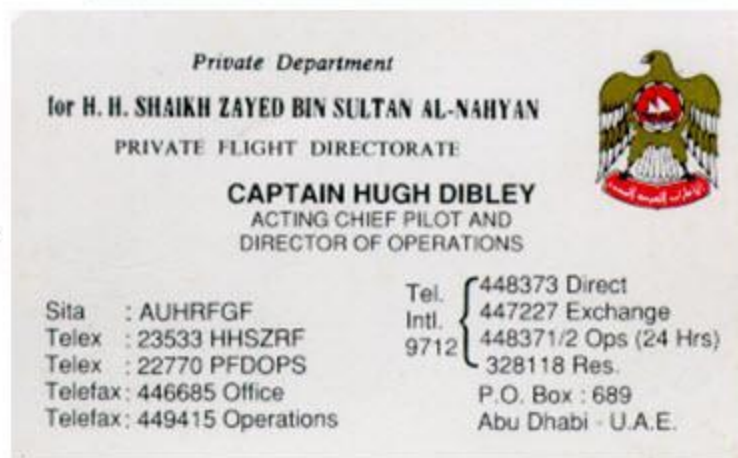 Private Department
for H. H. SHAIKH ZAYED BIN SULTAN AL-NAHYAN
PRIVATE FLIGHT DIRECTORATE
CAPTAIN HUGH DIBLEY
ACTING CHIEF PILOT AND
DIRECTOR OF OPERATIONS
Sita : AUHRFGF
Telex : 23533 HHSZRF
Telex : 22770 PFDOPS
Telefax : 446685 Office
Telefax : 449415 Operations
Tel.
Intl.
9712
448373 Direct
447227 Exchange
448371/2 Ops (24 Hrs)
328118 Res.
P.O. Box : 689
Abu Dhabi - U.A.E.